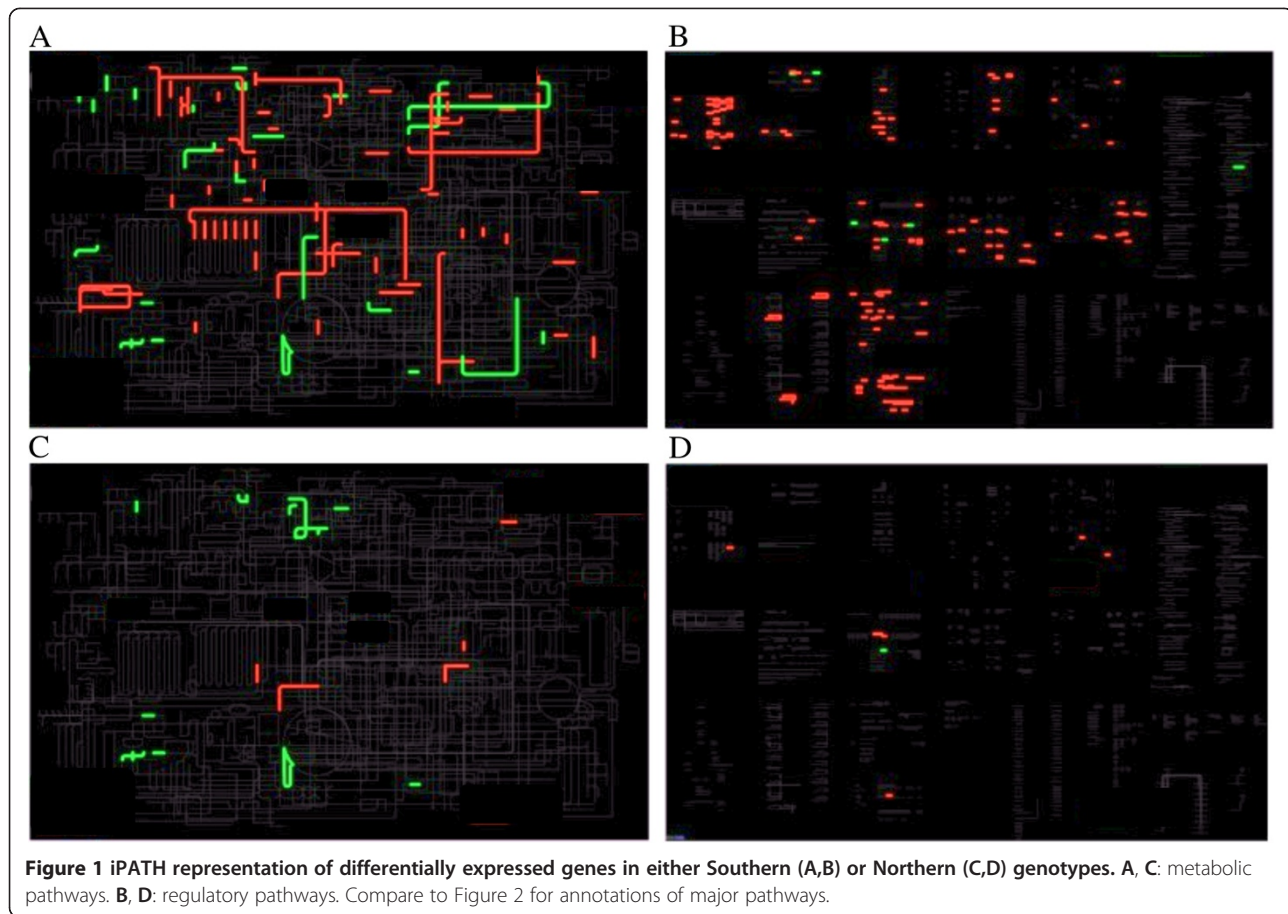 A
B
C
D
Figure 1 iPATH representation of differentially expressed genes in either Southern (A,B) or Northern (C,D) genotypes. A, C: metabolic
pathways. B, D: regulatory pathways. Compare to Figure 2 for annotations of major pathways.